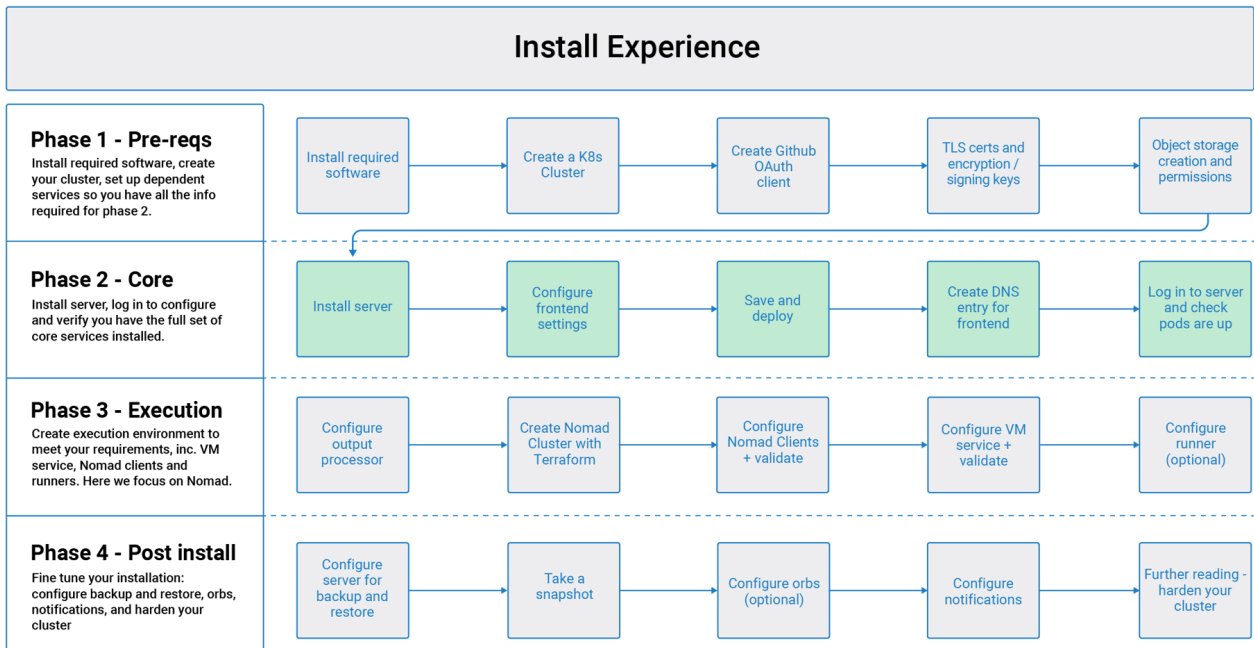 Install Experience
Phase 1 - Pre-reqs
Install required software, create
your cluster, set up dependent
services so you have all the info
required for phase 2.
Install required
software
Create a K8s
Cluster
Create Github
OAuth
client
TLS certs and
encryption /
signing keys
Object storage
creation and
permissions
Phase 2 - Core
Install server, log in to configure
and verify you have the full set of
core services installed.
Install server
Configure
frontend
settings
Save and
deploy
Create DNS
entry for
frontend
Log in to server
and check
pods are up
Phase 3 - Execution
Create execution environment to
meet your requirements, inc. VM
service, Nomad clients and
runners. Here we focus on Nomad.
Configure
output
processor
Create Nomad
Cluster with
Terraform
Configure
Nomad Clients
+ validate
Configure VM
service +
validate
Configure
runner
(optional)
Phase 4 - Post install
Fine tune your installation:
configure backup and restore, orbs,
notifications, and harden your
cluster
Configure
server for
backup and
restore
Take a
snapshot
Configure orbs
(optional)
Configure
notifications
Further reading -
harden your
cluster